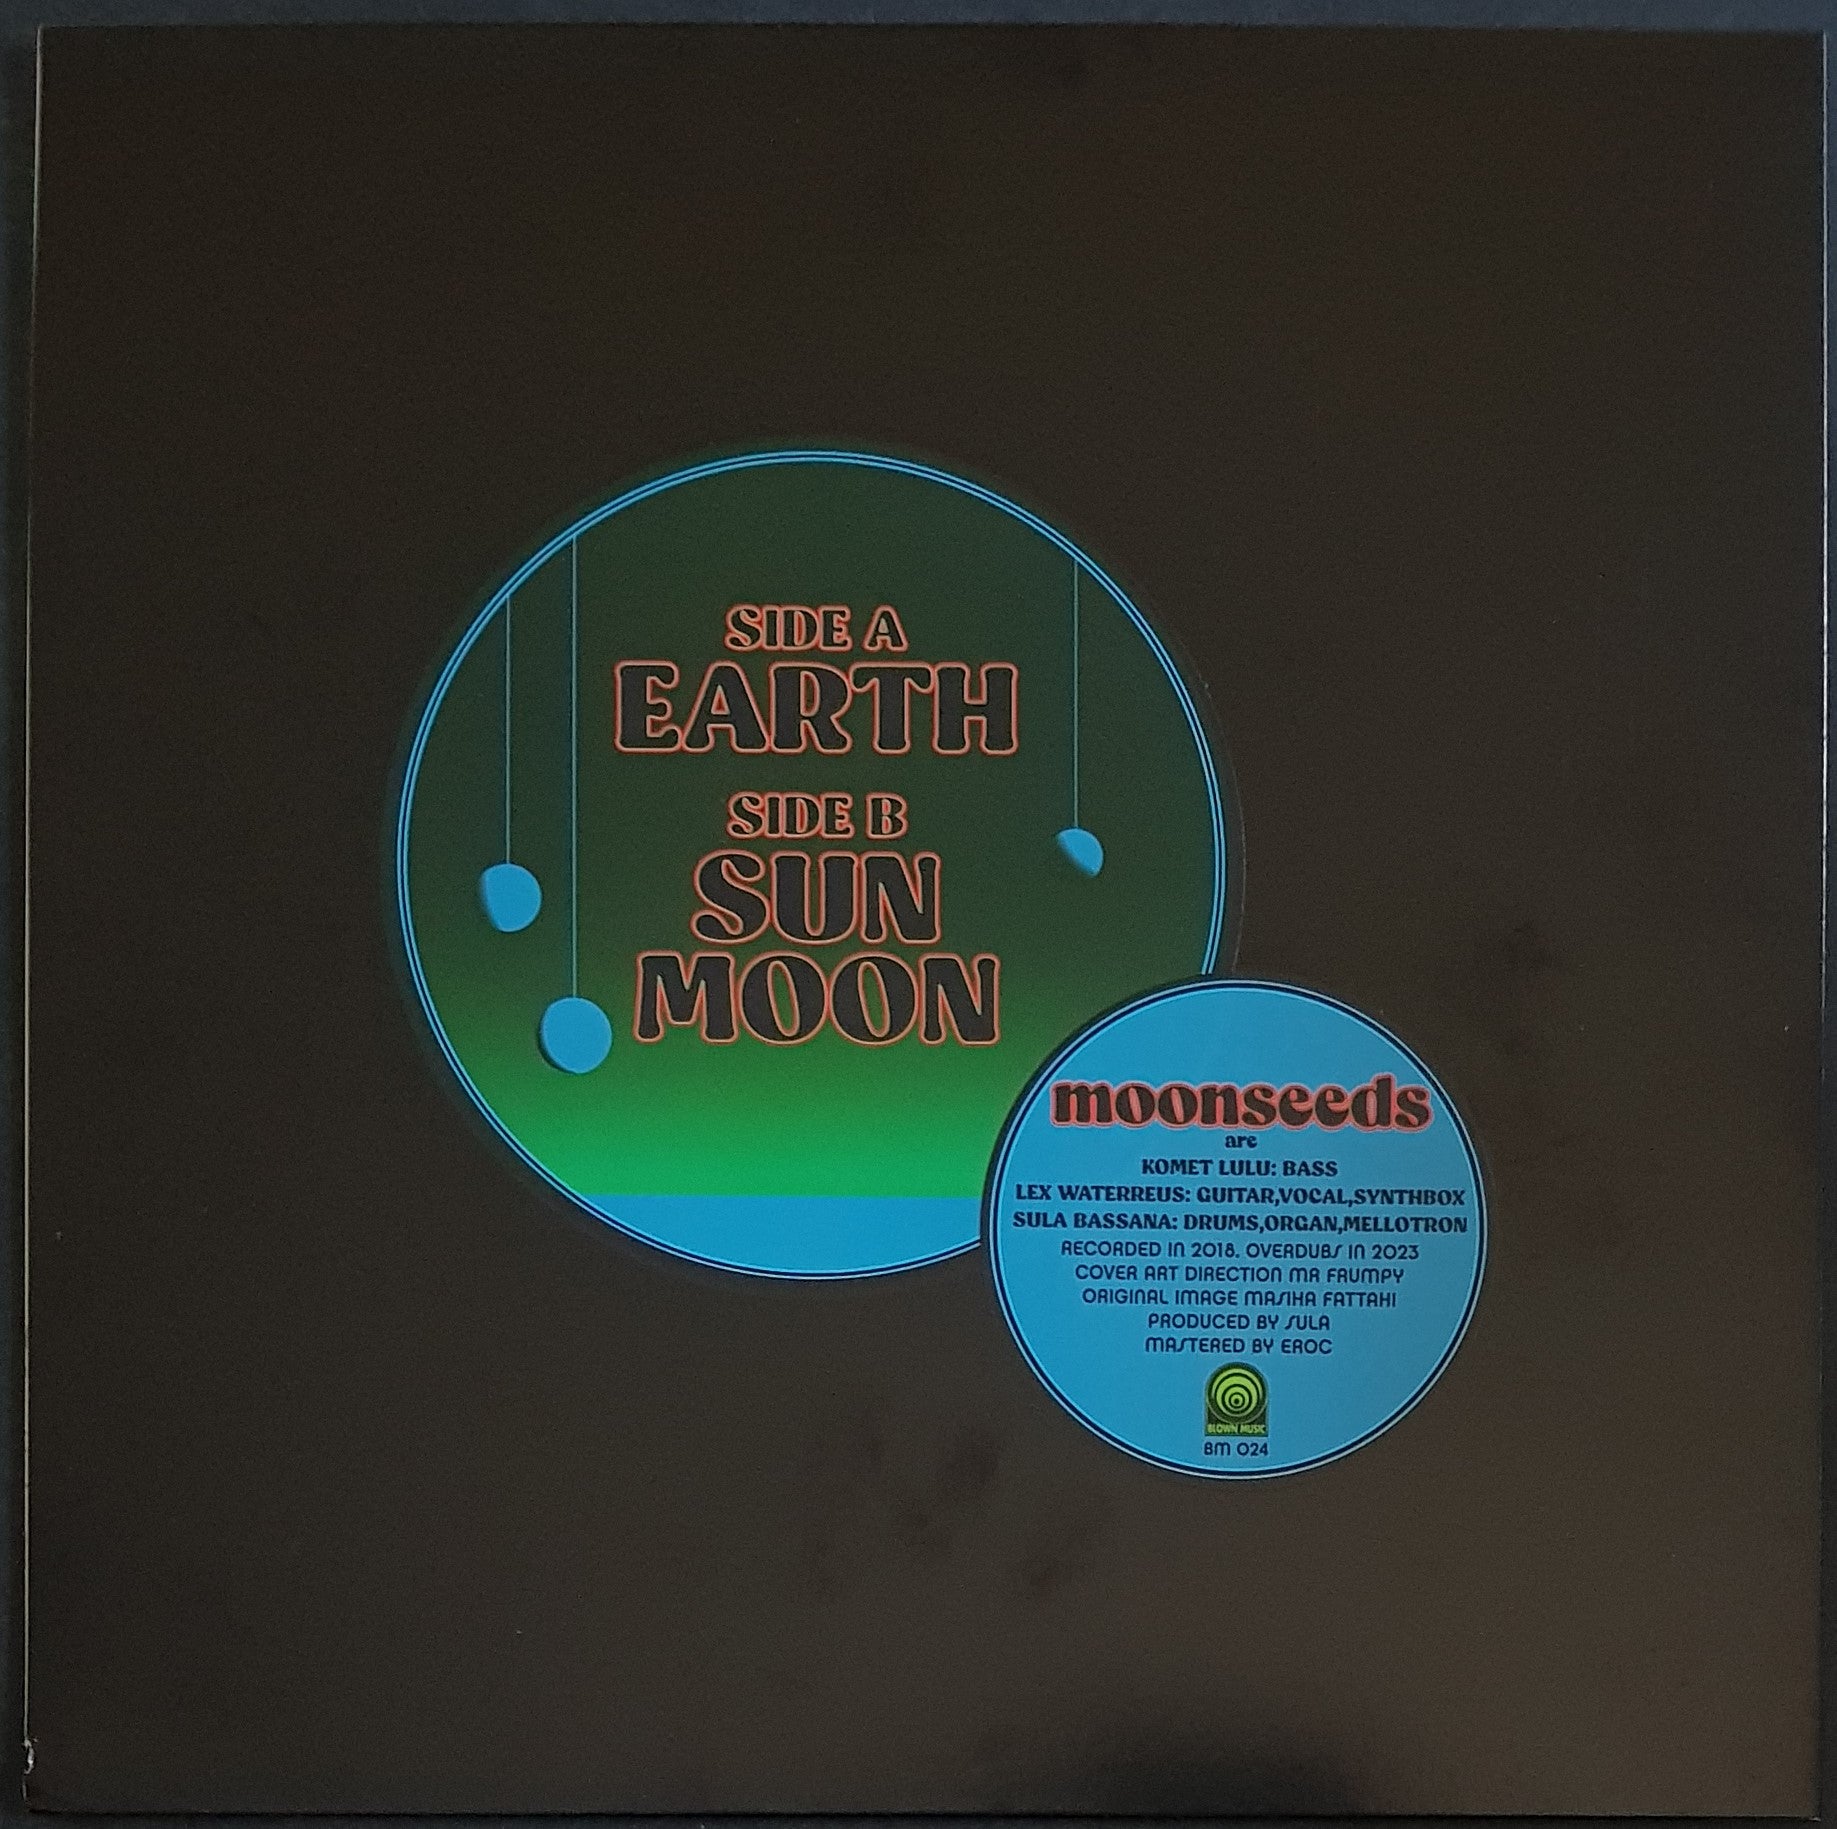 SIDE A
EARTH
SIDE B
SUN
MOON
moonseeds
are
KOMET LULU: BASS
LEX WATERREUS: GUITAR,VOCAL,SYNTHBOX
SULA BASSANA: DRUMS,ORGAN,MELLOTRON
RECORDED IN 2018. OVERDUBS IN 2023
COVER ART DIRECTION MR FRUMPY
ORIGINAL IMAGE MASIHA FATTAHI
PRODUCED BY SULA
MASTERED BY EROC
BLOWN MUSIC
BM 024